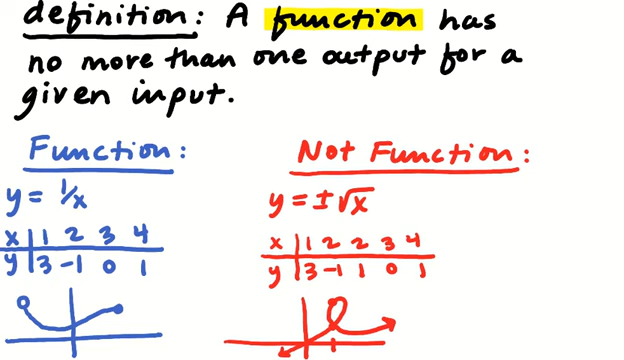 definition: A function has
no more than one output for a
given input.
Function:
y = 1/x
x | 1 2 3 4
y | 3 -1 0 1
Not Function:
y = ±√x
x | 1 2 2 3 4
y | 3 -1 1 0 1